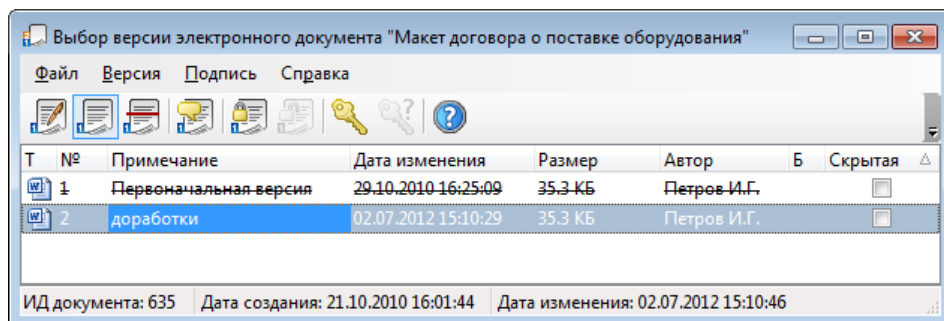 Выбор версии электронного документа "Макет договора о поставке оборудования"
Файл Версия Подпись Справка
Т № Примечание Дата изменения Размер Автор Б Скрытая
1 Первоначальная версия 29.10.2010 16:25:09 35.3 КБ Петров И.Г.
2 доработки 02.07.2012 15:10:29 35.3 КБ Петров И.Г.
ИД документа: 635 Дата создания: 21.10.2010 16:01:44 Дата изменения: 02.07.2012 15:10:46